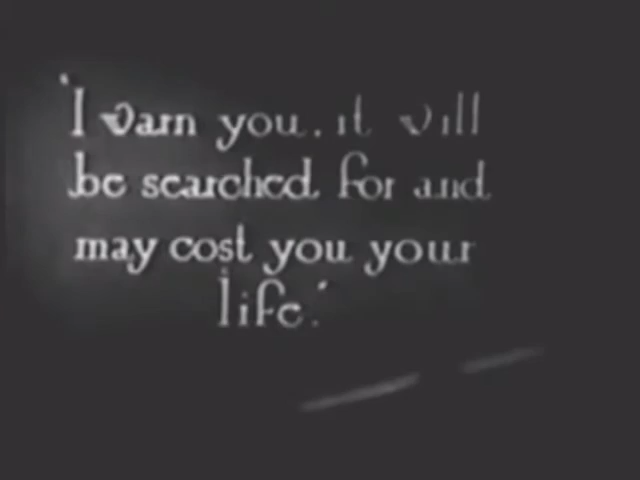 'I warn you, it will
be searched for and
may cost you your
life.'